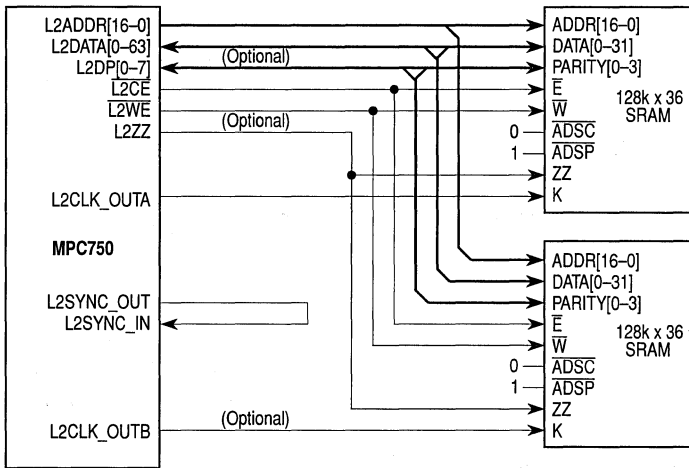 L2ADDR[16–0]
L2DATA[0–63]
(Optional)
L2DP[0–7]
L2CE
L2WE
L2ZZ
(Optional)
L2CLK_OUTA
MPC750
L2SYNC_OUT
L2SYNC_IN
L2CLK_OUTB
(Optional)
ADDR[16–0]
DATA[0–31]
PARITY[0–3]
E
W
128k x 36
SRAM
0
ADSC
1
ADSP
ZZ
K
ADDR[16–0]
DATA[0–31]
PARITY[0–3]
E
W
128k x 36
SRAM
0
ADSC
1
ADSP
ZZ
K